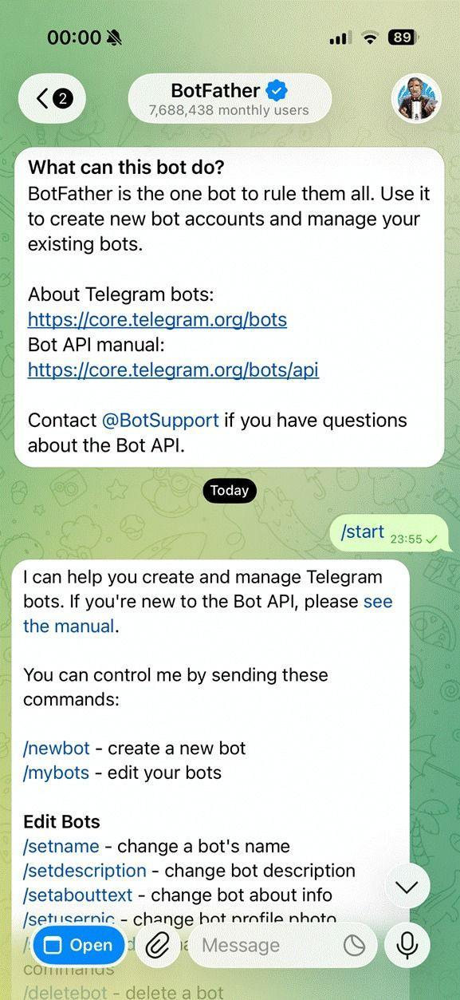 00:00
89
2
BotFather
7,688,438 monthly users
What can this bot do?
BotFather is the one bot to rule them all. Use it
to create new bot accounts and manage your
existing bots.
About Telegram bots:
https://core.telegram.org/bots
Bot API manual:
https://core.telegram.org/bots/api
Contact @BotSupport if you have questions
about the Bot API.
Today
/start 23:55
I can help you create and manage Telegram
bots. If you're new to the Bot API, please see
the manual.
You can control me by sending these
commands:
/newbot - create a new bot
/mybots - edit your bots
Edit Bots
/setname - change a bot's name
/setdescription - change bot description
/setabouttext - change bot about info
/setuserpic - change bot profile photo
Open
Message
commands
/deletebot - delete a bot